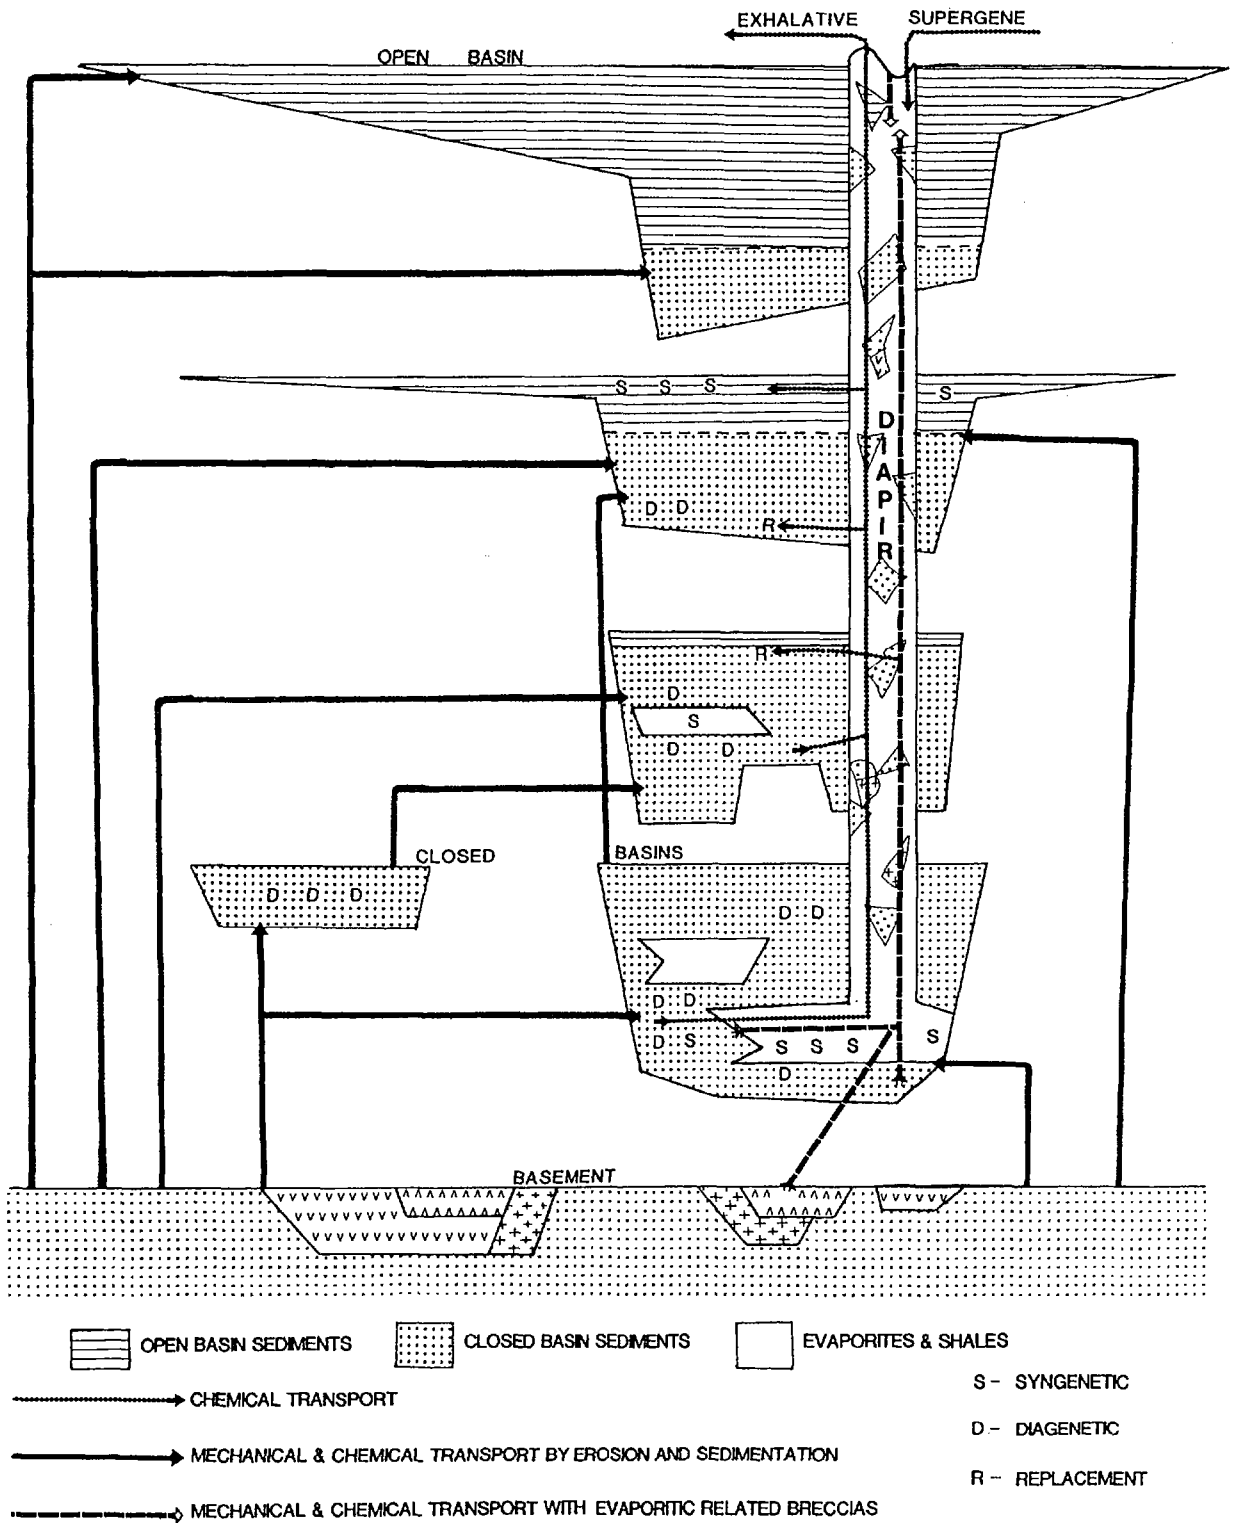 EXHALATIVE SUPERGENE
OPEN BASIN
S S S S
DIAPIR
D D
R
R
D
S
D D
CLOSED BASINS
D D D
D D
D D
D S S S S S
D
BASEMENT
OPEN BASIN SEDIMENTS CLOSED BASIN SEDIMENTS EVAPORITES & SHALES
S - SYNGENETIC
CHEMICAL TRANSPORT
D - DIAGENETIC
MECHANICAL & CHEMICAL TRANSPORT BY EROSION AND SEDIMENTATION
R - REPLACEMENT
MECHANICAL & CHEMICAL TRANSPORT WITH EVAPORITIC RELATED BRECCIAS